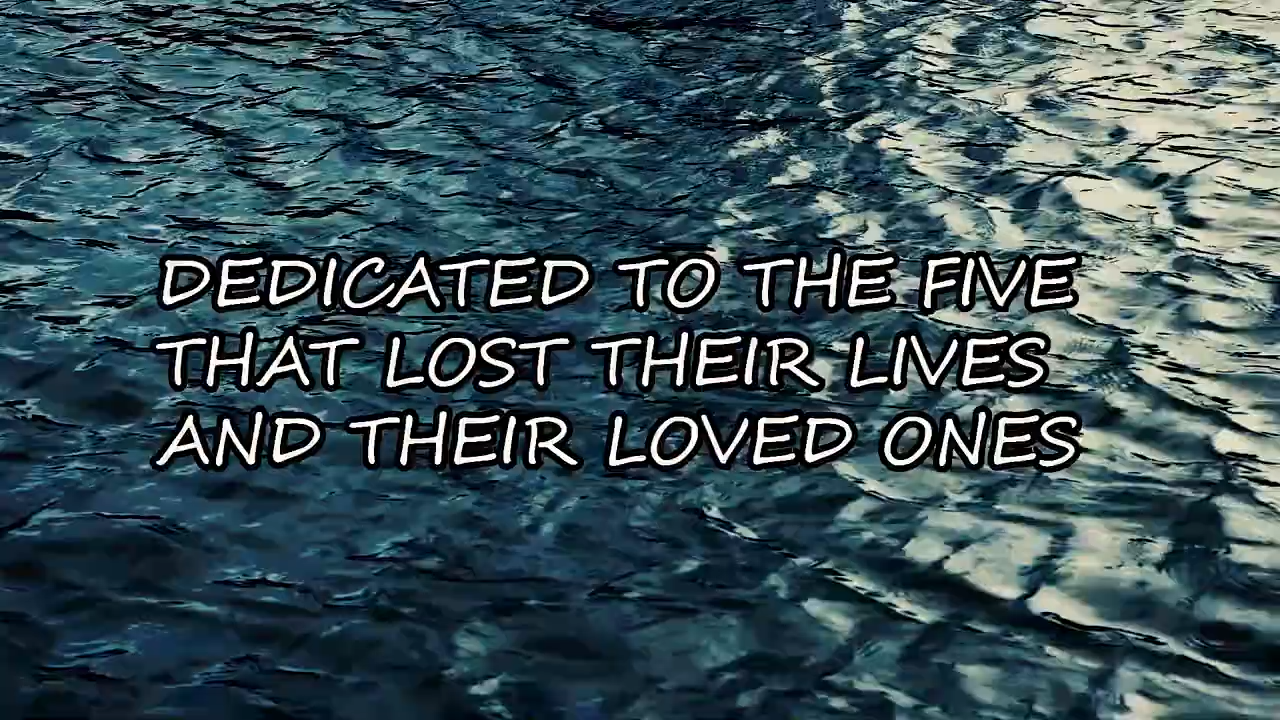 DEDICATED TO THE FIVE
THAT LOST THEIR LIVES
AND THEIR LOVED ONES